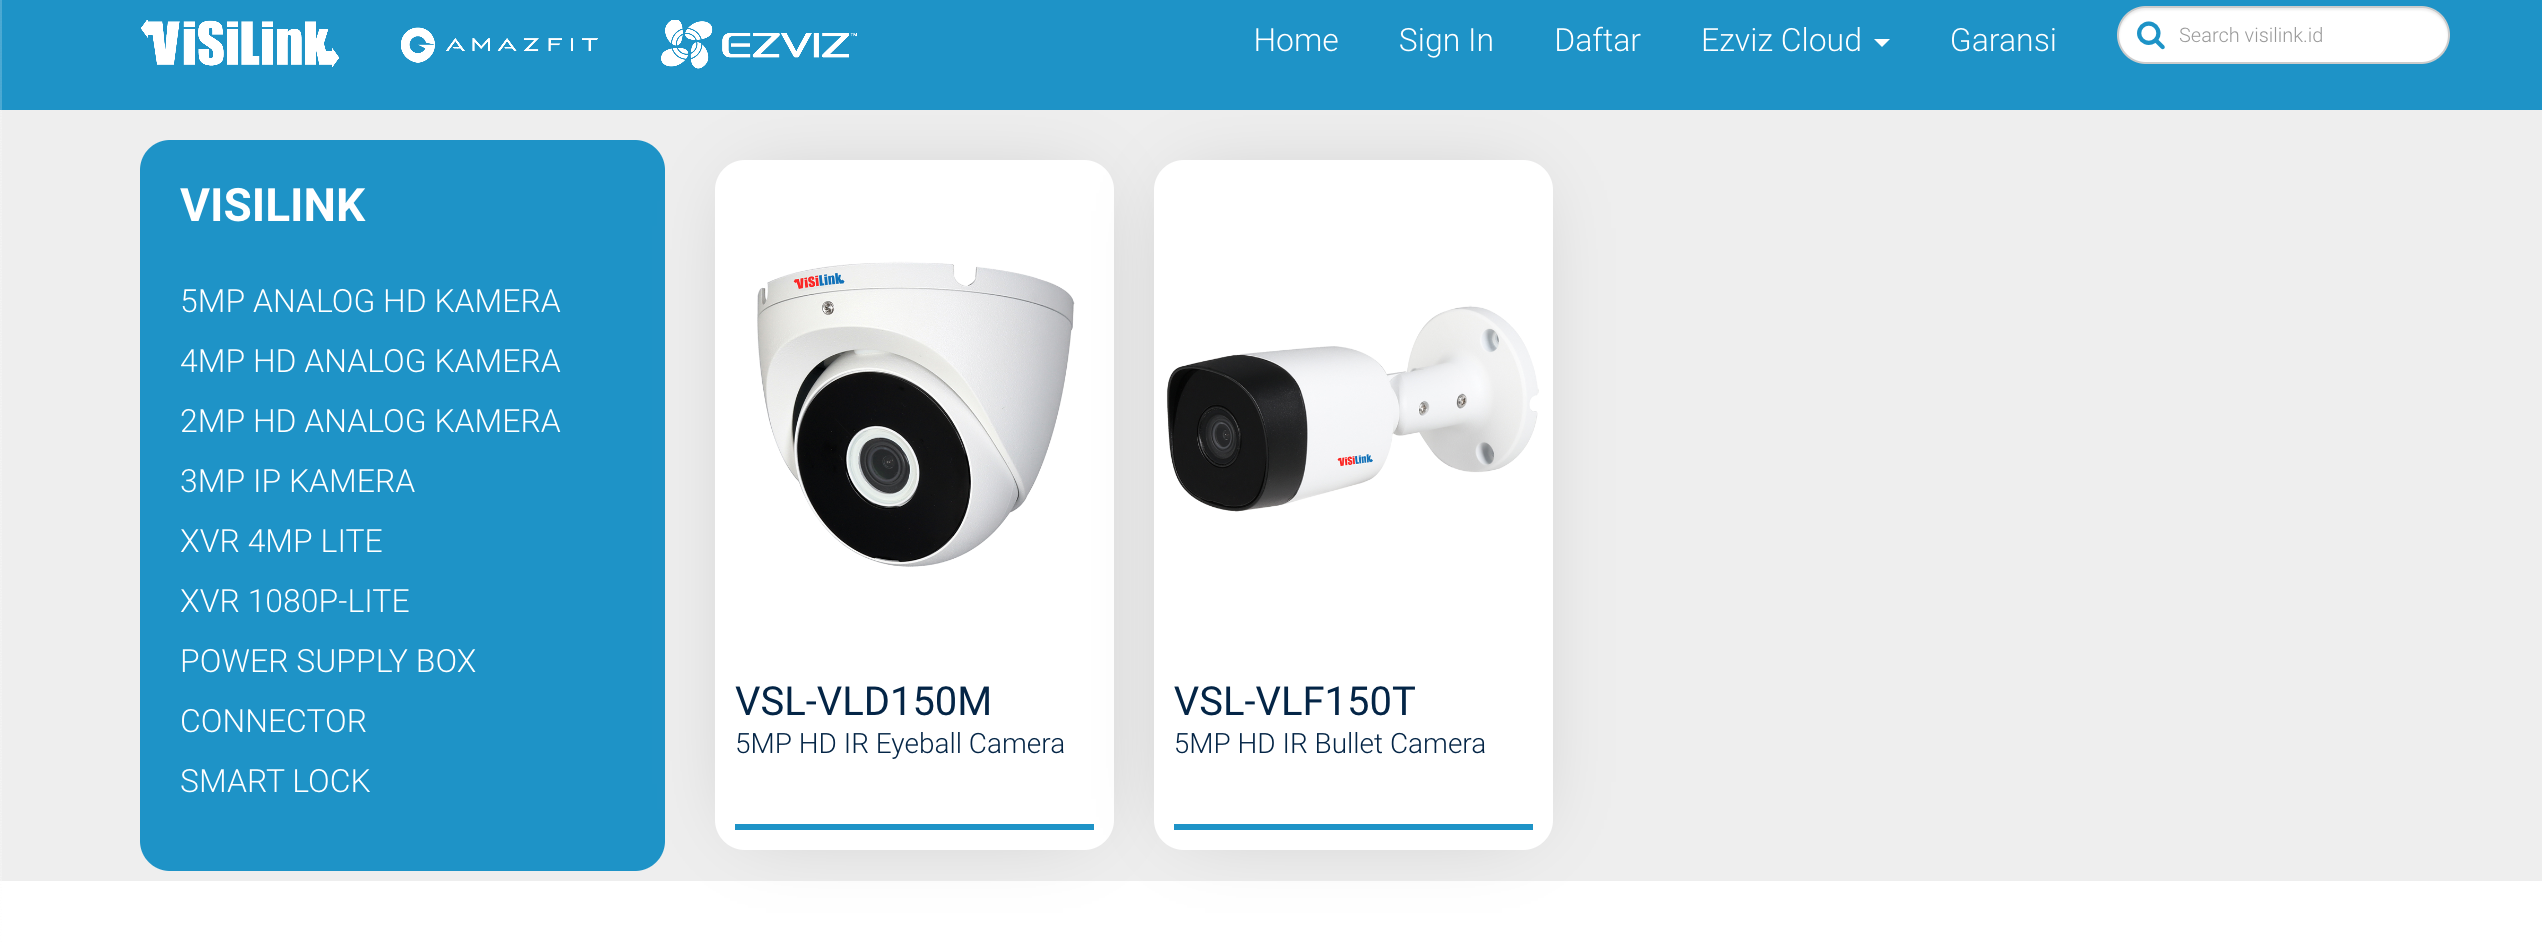 ViSiLink
AMAZFIT
EZVIZ™
Home
Sign In
Daftar
Ezviz Cloud
Garansi
Search visilink.id
VISILINK
5MP ANALOG HD KAMERA
4MP HD ANALOG KAMERA
2MP HD ANALOG KAMERA
3MP IP KAMERA
XVR 4MP LITE
XVR 1080P-LITE
POWER SUPPLY BOX
CONNECTOR
SMART LOCK
ViSiLink
VSL-VLD150M
5MP HD IR Eyeball Camera
ViSiLink
VSL-VLF150T
5MP HD IR Bullet Camera